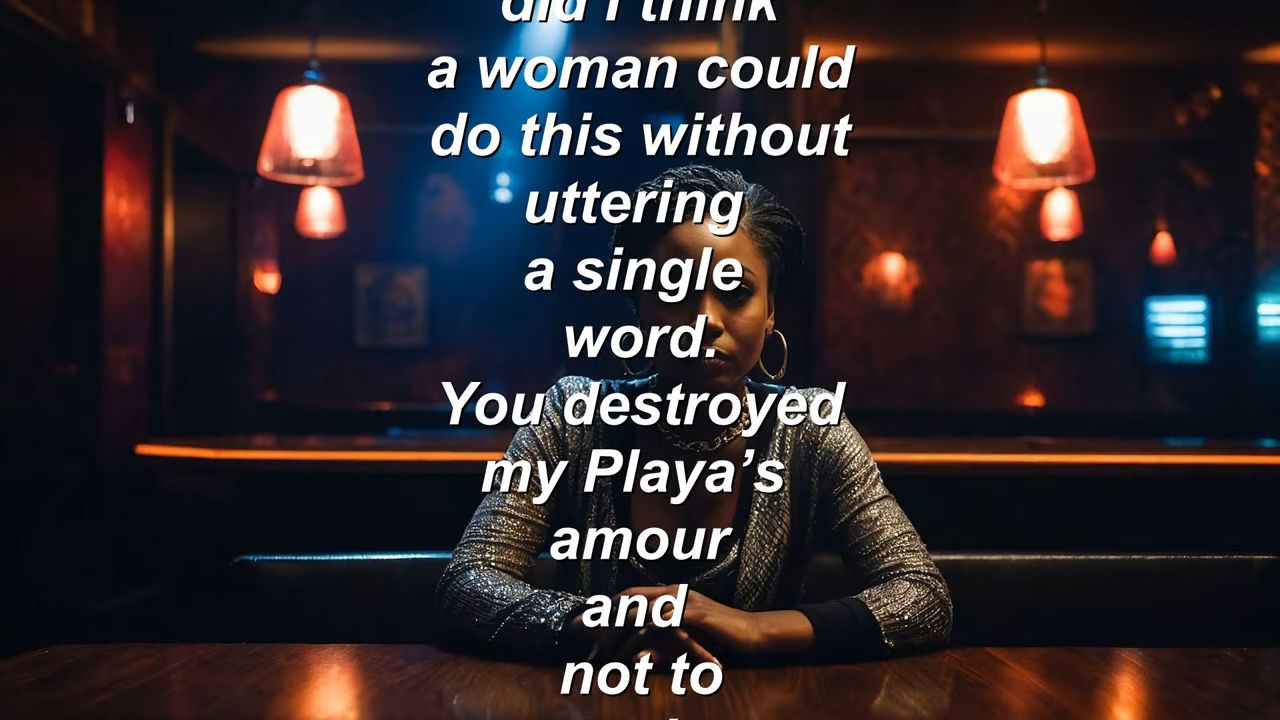 did I think
a woman could
do this without
uttering
a single
word.
You destroyed
my Playa’s
amour
and
not to